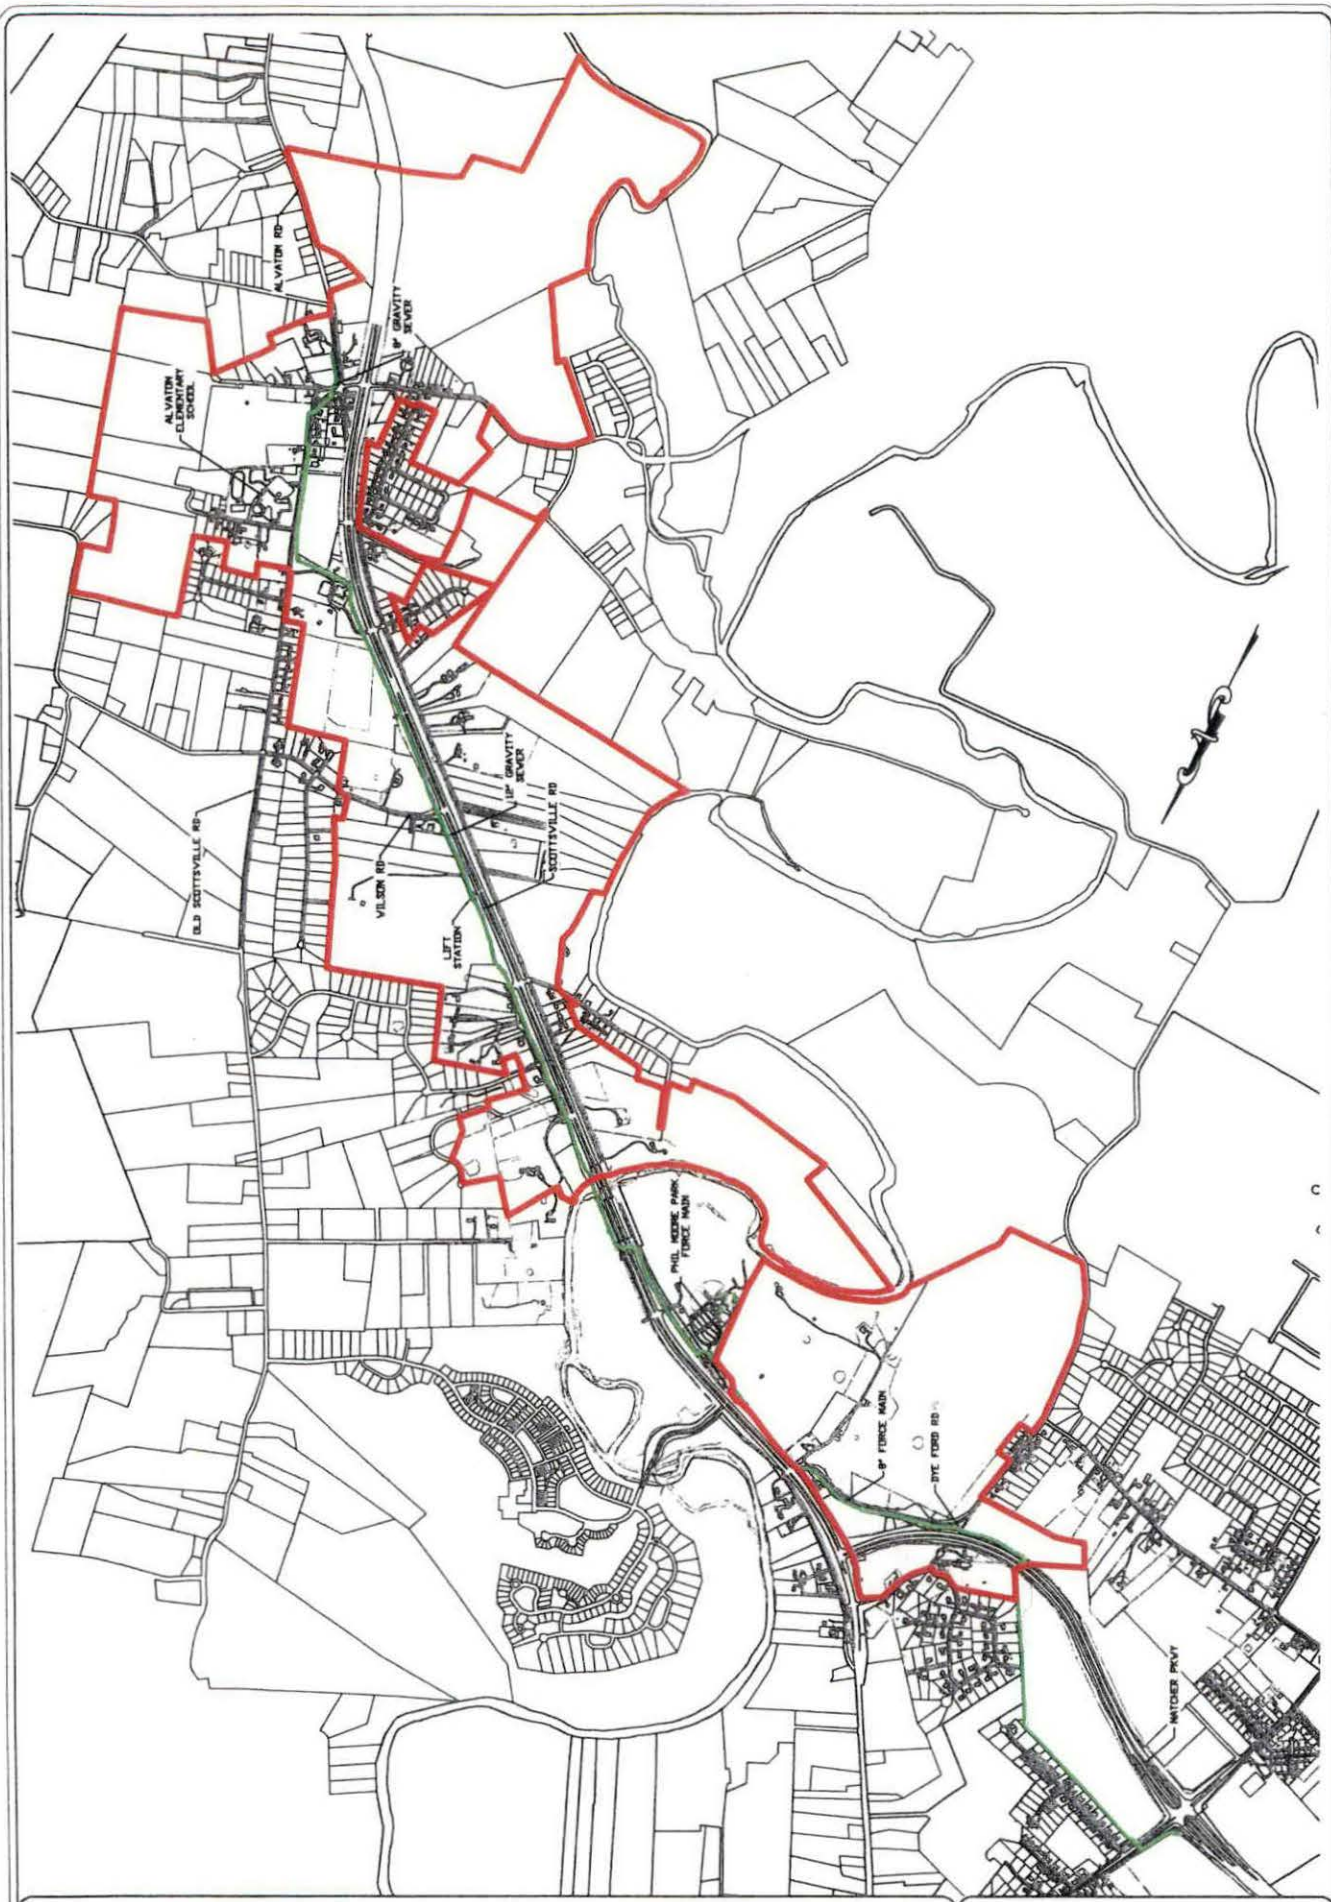 ALVATON RD
8" GRAVITY
SEWER
ALVATON
ELEMENTARY
SCHOOL
OLD SCOTTSVILLE RD
WILSON RD
12" GRAVITY
SEWER
SCOTTSVILLE RD
LIFT
STATION
PHIL MOORE PARK
FORCE MAIN
8" FORCE MAIN
DYE FORD RD
NATCHER PKWY